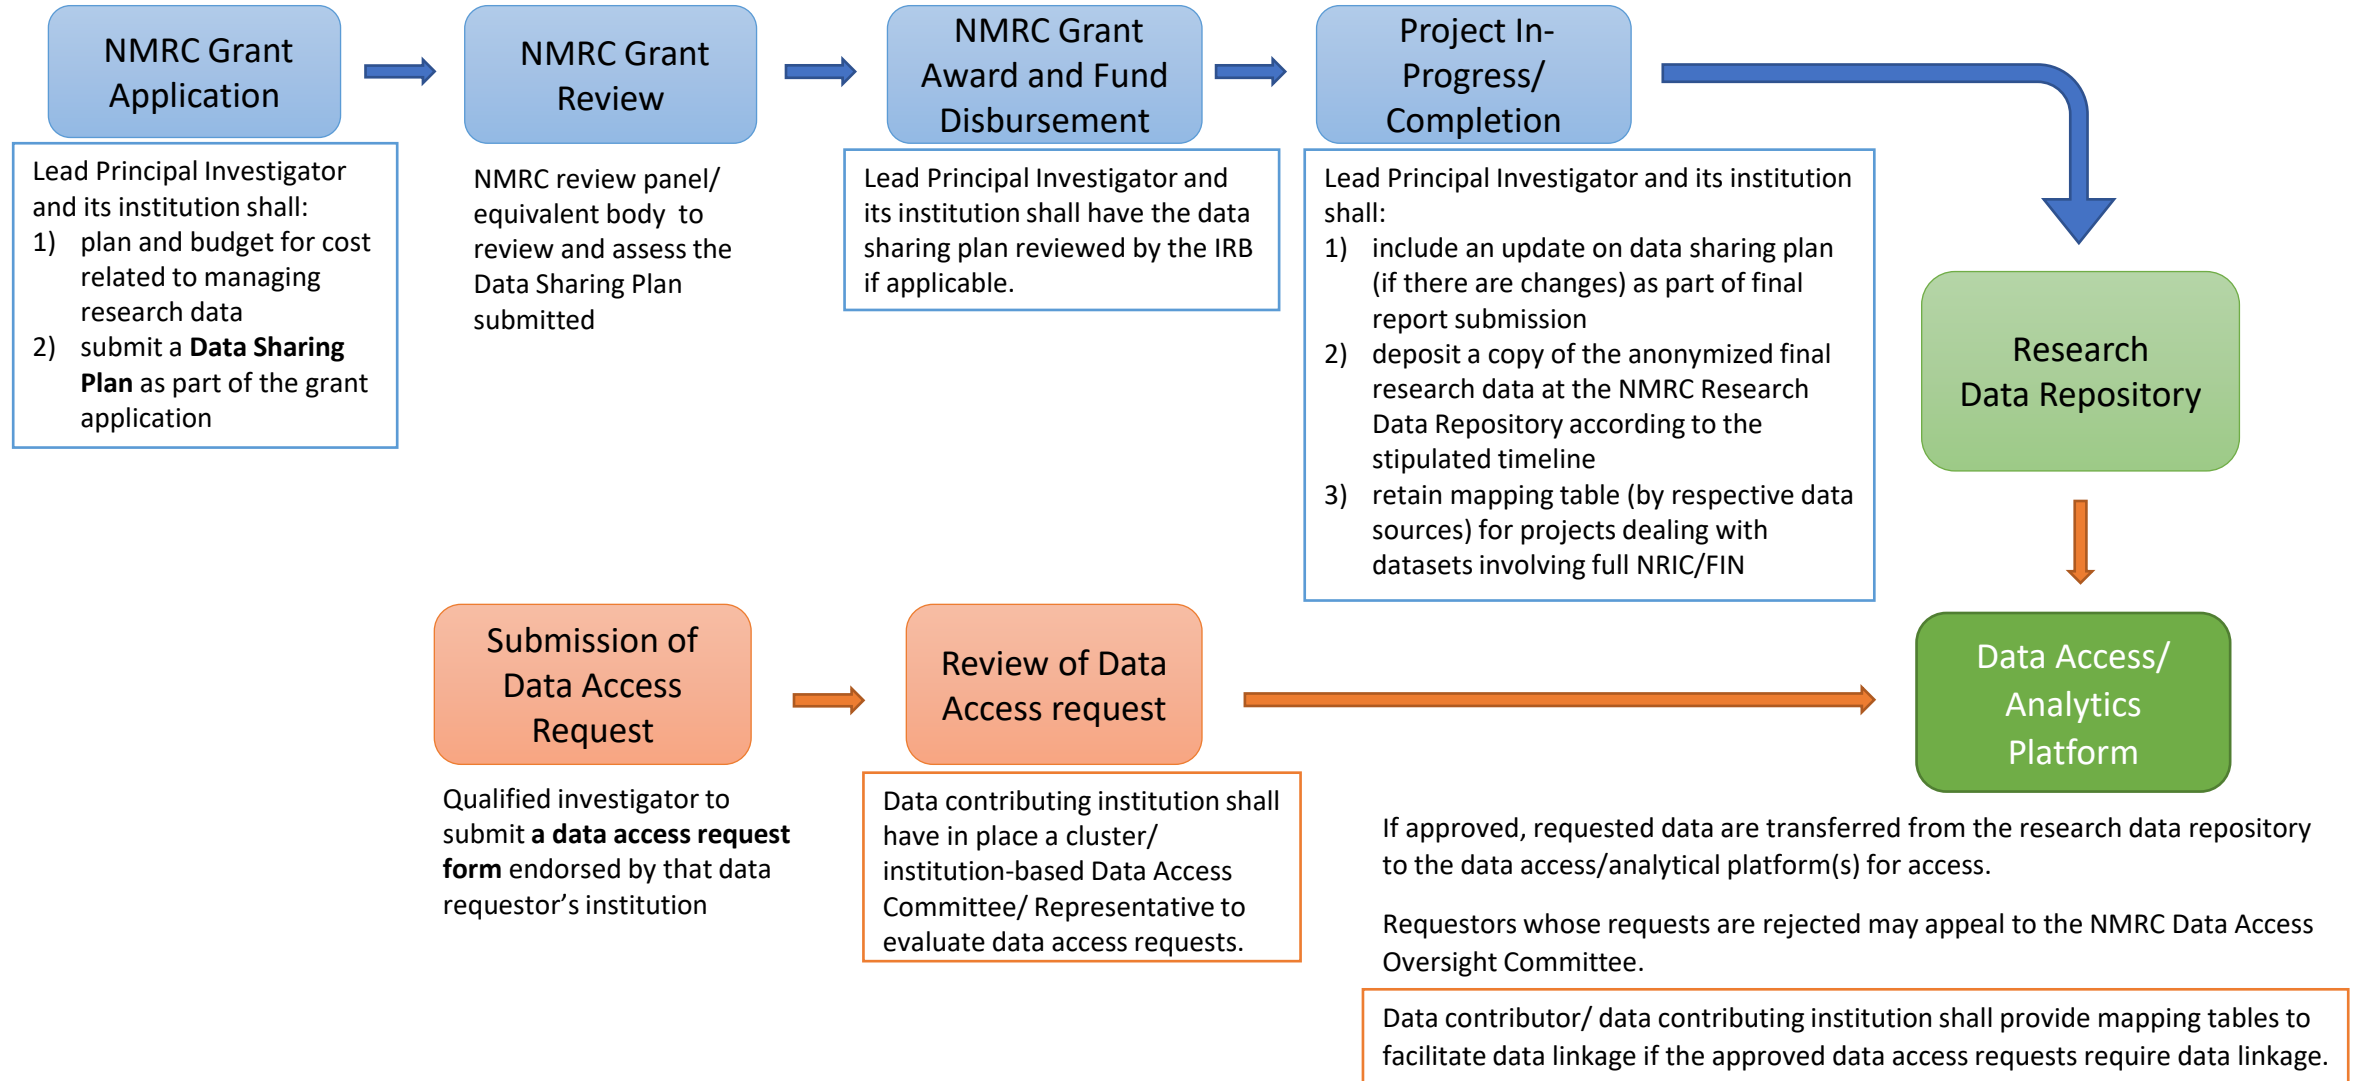 NMRC Grant
Application
NMRC Grant
Review
NMRC Grant
Award and Fund
Disbursement
Project In-
Progress/
Completion
Lead Principal Investigator
and its institution shall:
1) plan and budget for cost
related to managing
research data
2) submit a Data Sharing
Plan as part of the grant
application
NMRC review panel/
equivalent body to
review and assess the
Data Sharing Plan
submitted
Lead Principal Investigator and
its institution shall have the data
sharing plan reviewed by the IRB
if applicable.
Lead Principal Investigator and its institution
shall:
1) include an update on data sharing plan
(if there are changes) as part of final
report submission
2) deposit a copy of the anonymized final
research data at the NMRC Research
Data Repository according to the
stipulated timeline
3) retain mapping table (by respective data
sources) for projects dealing with
datasets involving full NRIC/FIN
Research
Data Repository
Submission of
Data Access
Request
Review of Data
Access request
Data Access/
Analytics
Platform
Qualified investigator to
submit a data access request
form endorsed by that data
requestor’s institution
Data contributing institution shall
have in place a cluster/
institution-based Data Access
Committee/ Representative to
evaluate data access requests.
If approved, requested data are transferred from the research data repository
to the data access/analytical platform(s) for access.
Requestors whose requests are rejected may appeal to the NMRC Data Access
Oversight Committee.
Data contributor/ data contributing institution shall provide mapping tables to
facilitate data linkage if the approved data access requests require data linkage.